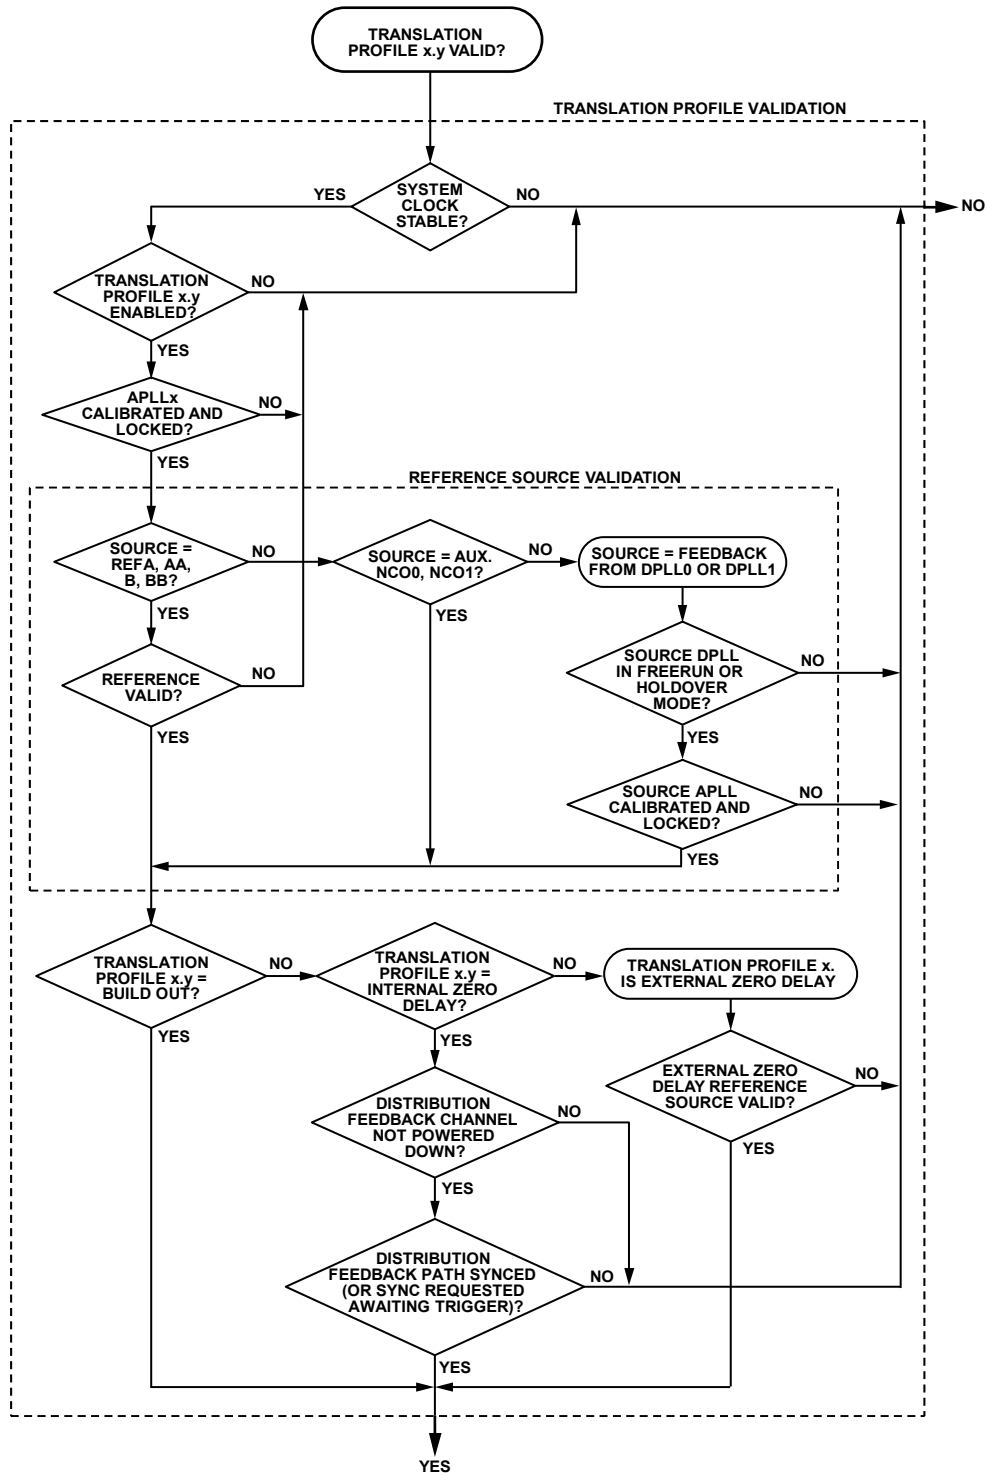 TRANSLATION
PROFILE x.y VALID?
TRANSLATION PROFILE VALIDATION
YES
SYSTEM
CLOCK
STABLE?
NO
NO
TRANSLATION
PROFILE x.y
ENABLED?
NO
YES
APLLx
CALIBRATED AND
LOCKED?
NO
YES
REFERENCE SOURCE VALIDATION
SOURCE =
REFA, AA,
B, BB?
NO
SOURCE = AUX.
NCO0, NCO1?
NO
SOURCE = FEEDBACK
FROM DPLL0 OR DPLL1
YES
YES
REFERENCE
VALID?
NO
SOURCE DPLL
IN FREERUN OR
HOLDOVER
MODE?
NO
YES
YES
SOURCE APLL
CALIBRATED AND
LOCKED?
NO
YES
TRANSLATION
PROFILE x.y =
BUILD OUT?
NO
TRANSLATION
PROFILE x.y =
INTERNAL ZERO
DELAY?
NO
TRANSLATION PROFILE x.
IS EXTERNAL ZERO DELAY
YES
YES
EXTERNAL ZERO
DELAY REFERENCE
SOURCE VALID?
NO
DISTRIBUTION
FEEDBACK CHANNEL
NOT POWERED
DOWN?
NO
YES
YES
DISTRIBUTION
FEEDBACK PATH SYNCED
(OR SYNC REQUESTED
AWAITING TRIGGER)?
NO
YES
YES